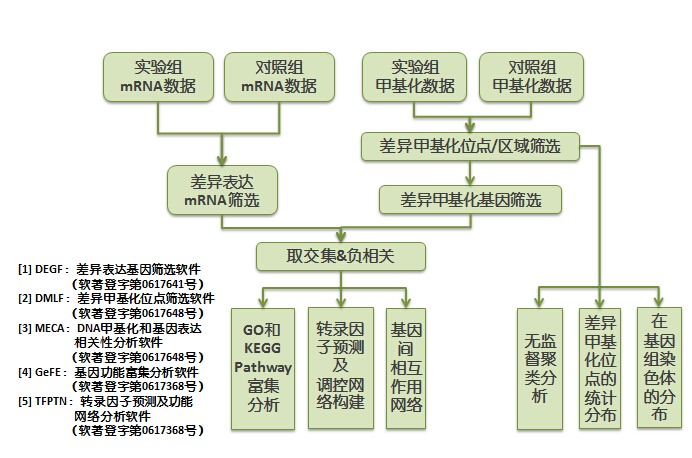 实验组
mRNA数据
对照组
mRNA数据
实验组
甲基化数据
对照组
甲基化数据
差异甲基化位点/区域筛选
差异表达
mRNA筛选
差异甲基化基因筛选
取交集&负相关
[1] DEGF：差异表达基因筛选软件
（软著登字第0617641号）
[2] DMLF：差异甲基化位点筛选软件
（软著登字第0617648号）
[3] MECA：DNA甲基化和基因表达
相关性分析软件
（软著登字第0617648号）
[4] GeFE：基因功能富集分析软件
（软著登字第0617368号）
[5] TFPTN：转录因子预测及功能
网络分析软件
（软著登字第0617368号）
GO和
KEGG
Pathway
富集
分析
转录因
子预测
及
调控网
络构建
基因
间
相互
作用
网络
无监
督聚
类分
析
差异
甲基
化位
点的
统计
分布
在
基因
组染
色体
的分
布